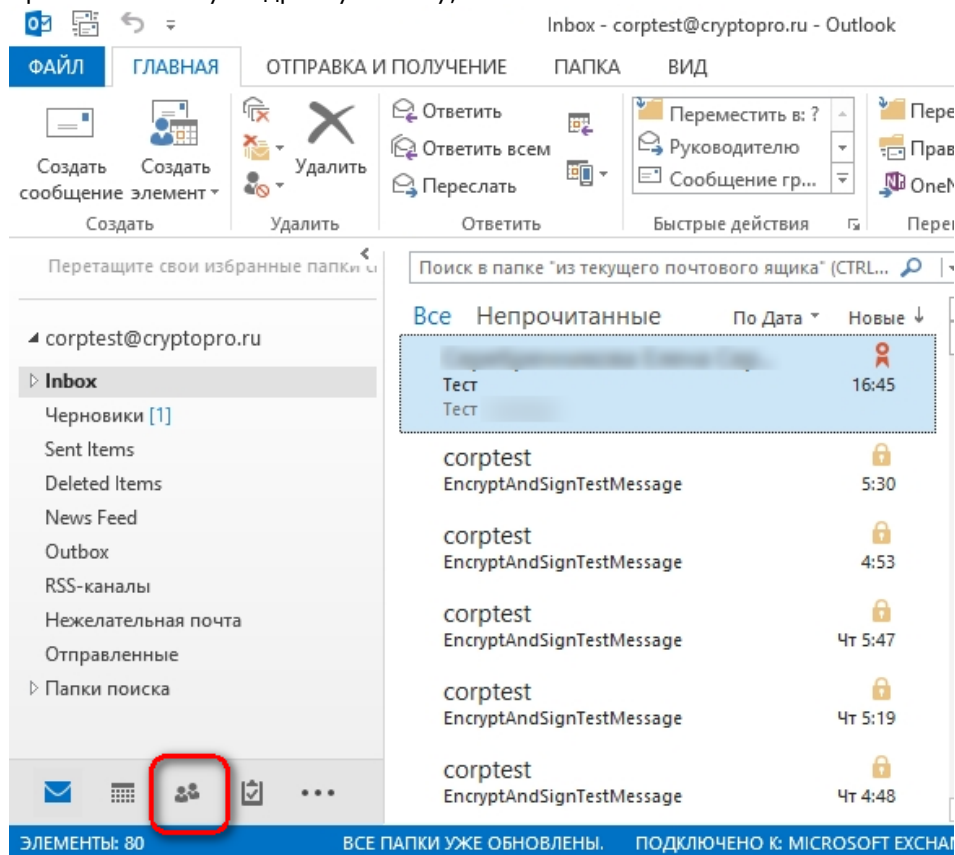 Inbox - corptest@cryptopro.ru - Outlook
ФАЙЛ ГЛАВНАЯ ОТПРАВКА И ПОЛУЧЕНИЕ ПАПКА ВИД
Создать сообщение
Создать элемент
Создать
Удалить
Удалить
Ответить
Ответить всем
Переслать
Ответить
Переместить в: ?
Руководителю
Сообщение гр...
Быстрые действия
Пере
Прав
OneN
Пере
Перетащите свои избранные папки с
corptest@cryptopro.ru
Inbox
Черновики [1]
Sent Items
Deleted Items
News Feed
Outbox
RSS-каналы
Нежелательная почта
Отправленные
Папки поиска
Поиск в папке "из текущего почтового ящика" (CTRL...
Все Непрочитанные По Дата Новые
Тест 16:45
Тест
corptest
EncryptAndSignTestMessage 5:30
corptest
EncryptAndSignTestMessage 4:53
corptest
EncryptAndSignTestMessage Чт 5:47
corptest
EncryptAndSignTestMessage Чт 5:19
corptest
EncryptAndSignTestMessage Чт 4:48
ЭЛЕМЕНТЫ: 80 ВСЕ ПАПКИ УЖЕ ОБНОВЛЕНЫ. ПОДКЛЮЧЕНО К: MICROSOFT EXCHAN